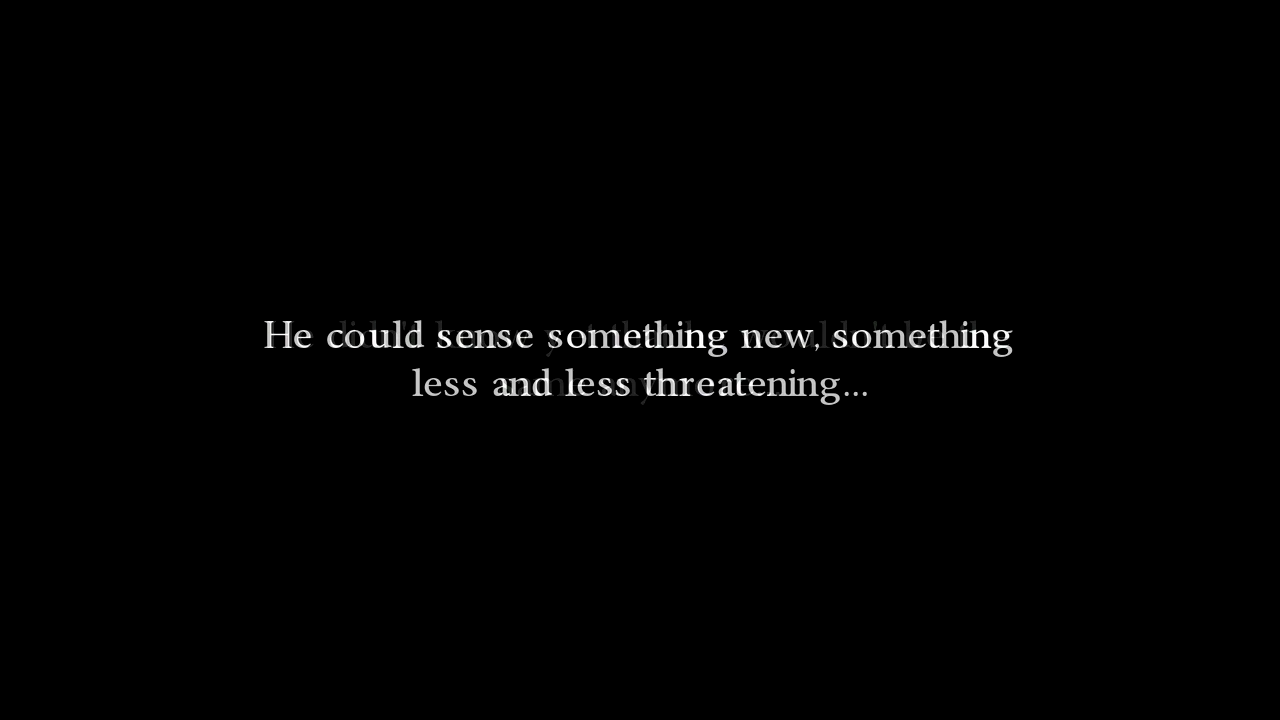 He could sense something new, something
less and less threatening...